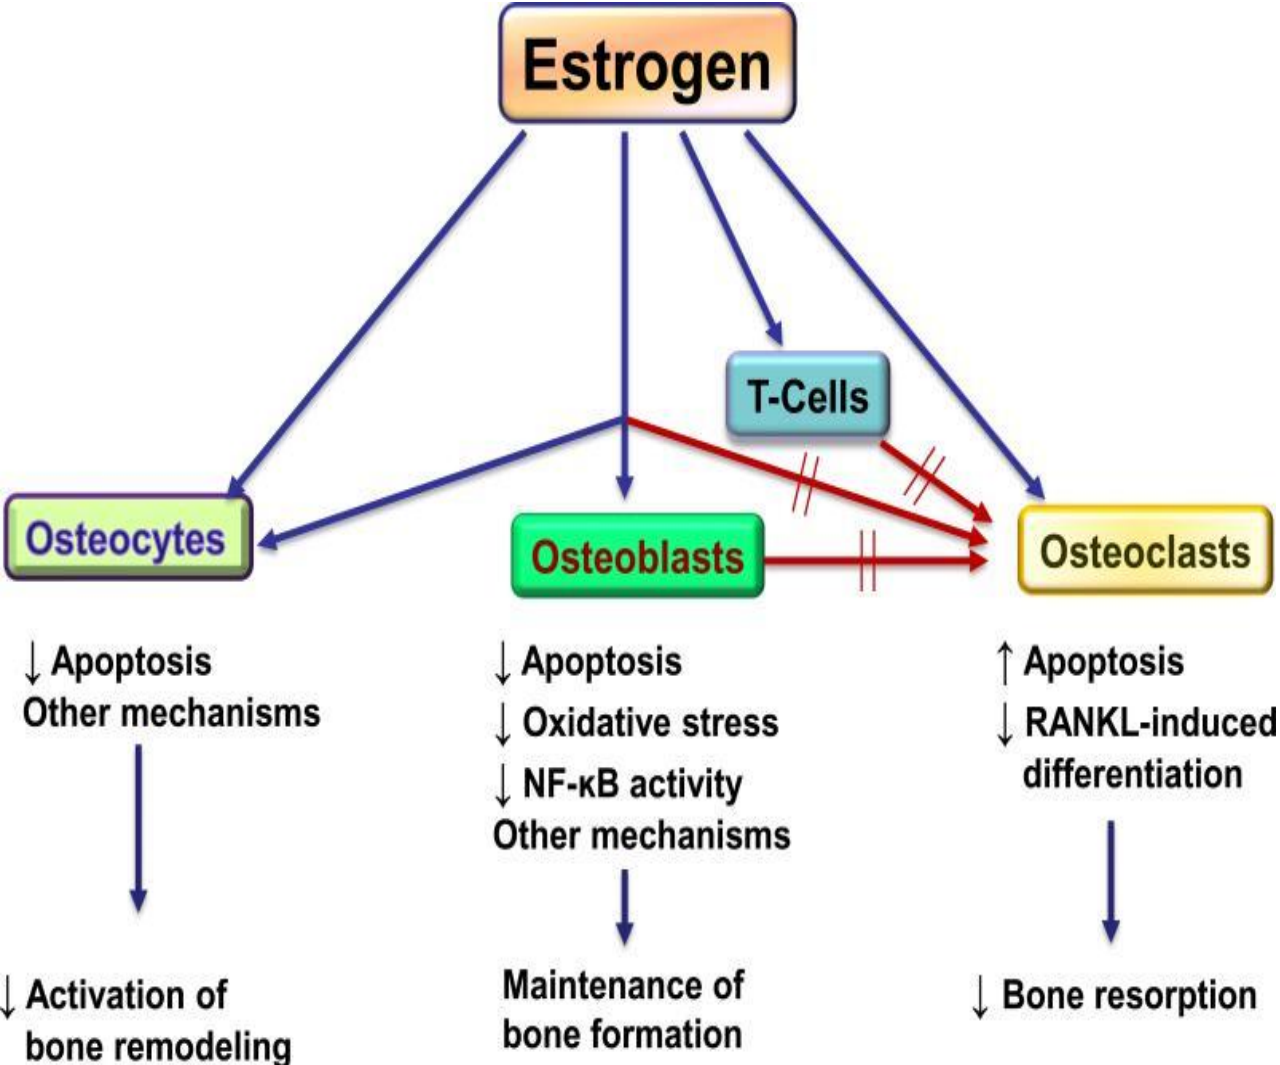 Estrogen
T-Cells
Osteocytes
Osteoblasts
Osteoclasts
↓ Apoptosis
Other mechanisms
↓ Activation of
bone remodeling
↓ Apoptosis
↓ Oxidative stress
↓ NF-κB activity
Other mechanisms
Maintenance of
bone formation
↑ Apoptosis
↓ RANKL-induced
differentiation
↓ Bone resorption